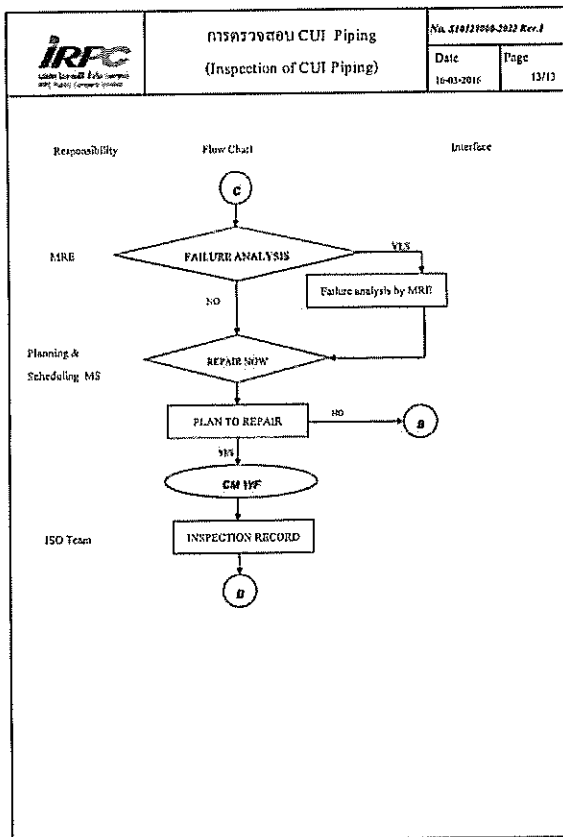 IRPC
การตรวจสอบ CUI Piping
(Inspection of CUI Piping)
Date
Page
16-03-2016
13/13
Responsibility
Flow Chart
Interface
C
MRE
FAILURE ANALYSIS
YES
Failure analysis by MRE
NO
Planning &
Scheduling MS
REPAIR NOW
PLAN TO REPAIR
NO
B
YES
CM WF
ISO Team
INSPECTION RECORD
D